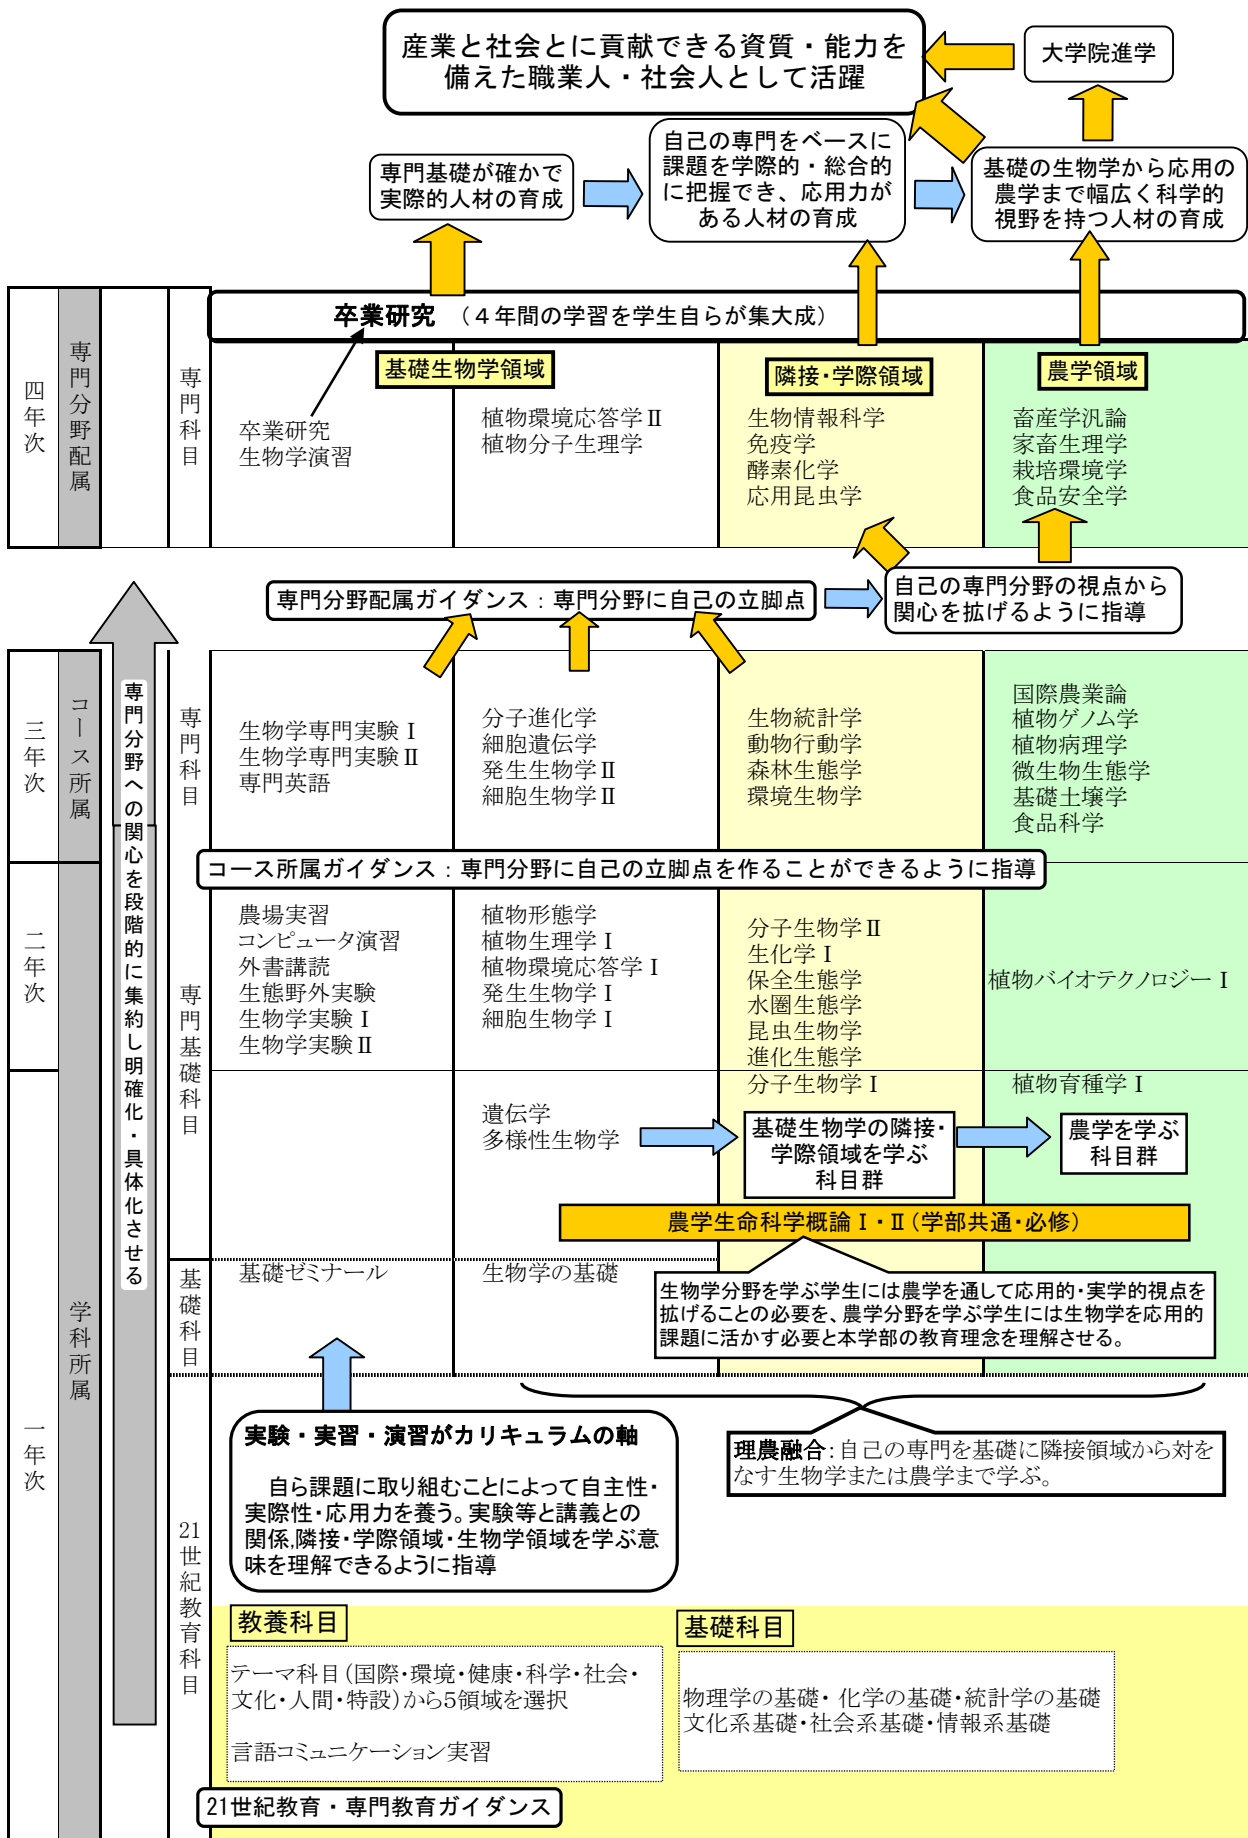 産業と社会とに貢献できる資質・能力を
備えた職業人・社会人として活躍
大学院進学
専門基礎が確かで
実際的人材の育成
自己の専門をベースに
課題を学際的・総合的
に把握でき、応用力が
ある人材の育成
基礎の生物学から応用の
農学まで幅広く科学的
視野を持つ人材の育成
四年次
専門分野配属
専門科目
卒業研究 （４年間の学習を学生自らが集大成）
基礎生物学領域
隣接・学際領域
農学領域
卒業研究
生物学演習
植物環境応答学Ⅱ
植物分子生理学
生物情報科学
免疫学
酵素化学
応用昆虫学
畜産学汎論
家畜生理学
栽培環境学
食品安全学
専門分野配属ガイダンス：専門分野に自己の立脚点
自己の専門分野の視点から
関心を拡げるように指導
専門分野への関心を段階的に集約し明確化・具体化させる
三年次
コース所属
専門科目
生物学専門実験Ⅰ
生物学専門実験Ⅱ
専門英語
分子進化学
細胞遺伝学
発生生物学Ⅱ
細胞生物学Ⅱ
生物統計学
動物行動学
森林生態学
環境生物学
国際農業論
植物ゲノム学
植物病理学
微生物生態学
基礎土壌学
食品科学
コース所属ガイダンス：専門分野に自己の立脚点を作ることができるように指導
二年次
専門基礎科目
農場実習
コンピュータ演習
外書講読
生態野外実験
生物学実験Ⅰ
生物学実験Ⅱ
植物形態学
植物生理学Ⅰ
植物環境応答学Ⅰ
発生生物学Ⅰ
細胞生物学Ⅰ
分子生物学Ⅱ
生化学Ⅰ
保全生態学
水圏生態学
昆虫生物学
進化生態学
植物バイオテクノロジーⅠ
一年次
学科所属
遺伝学
多様性生物学
分子生物学Ⅰ
植物育種学Ⅰ
基礎生物学の隣接・
学際領域を学ぶ
科目群
農学を学ぶ
科目群
農学生命科学概論Ⅰ・Ⅱ(学部共通・必修)
基礎科目
基礎ゼミナール
生物学の基礎
生物学分野を学ぶ学生には農学を通して応用的・実学的視点を
拡げることの必要を、農学分野を学ぶ学生には生物学を応用的
課題に活かす必要と本学部の教育理念を理解させる。
実験・実習・演習がカリキュラムの軸
自ら課題に取り組むことによって自主性・
実際性・応用力を養う。実験等と講義との
関係,隣接・学際領域・生物学領域を学ぶ意
味を理解できるように指導
理農融合：自己の専門を基礎に隣接領域から対を
なす生物学または農学まで学ぶ。
21世紀教育科目
教養科目
テーマ科目(国際・環境・健康・科学・社会・
文化・人間・特設)から5領域を選択
言語コミュニケーション実習
基礎科目
物理学の基礎・ 化学の基礎・統計学の基礎
文化系基礎・社会系基礎・情報系基礎
21世紀教育・専門教育ガイダンス